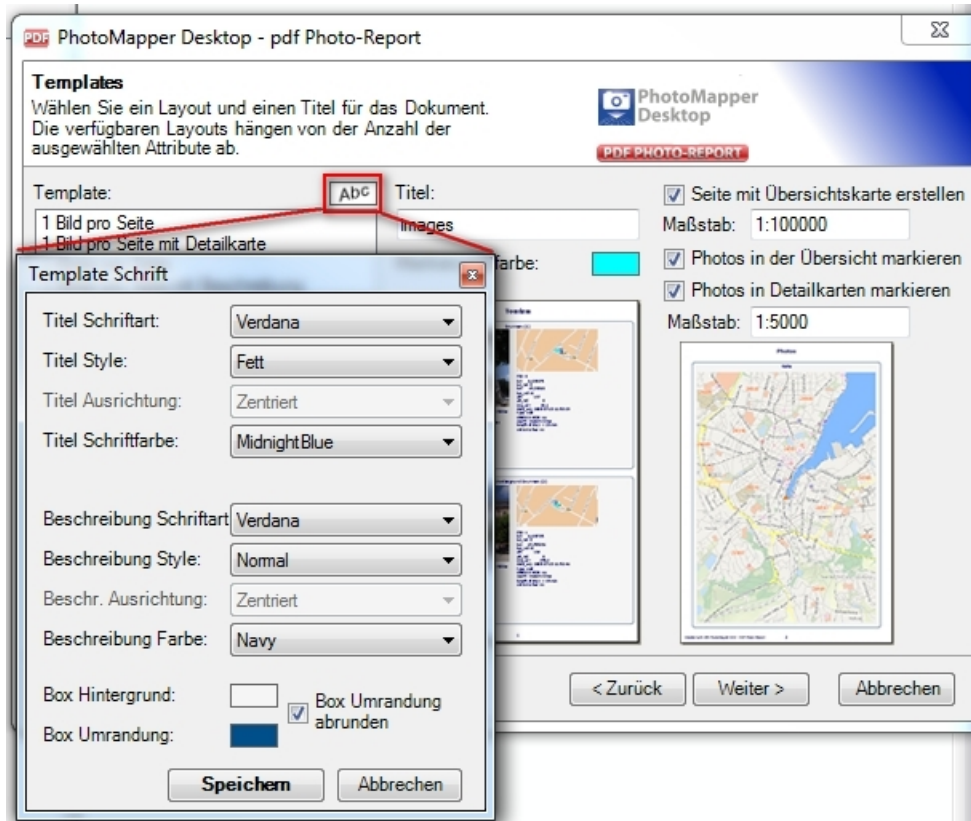 PDF PhotoMapper Desktop - pdf Photo-Report
Templates
Wählen Sie ein Layout und einen Titel für das Dokument.
Die verfügbaren Layouts hängen von der Anzahl der
ausgewählten Attribute ab.
PhotoMapper
Desktop
PDF PHOTO-REPORT
Template:
Abc
Titel:
Seite mit Übersichtskarte erstellen
1 Bild pro Seite
Images
Maßstab: 1:100000
1 Bild pro Seite mit Detailkarte
farbe:
Photos in der Übersicht markieren
Photos in Detailkarten markieren
Maßstab: 1:5000
Photos
Template Schrift
Titel Schriftart: Verdana
Titel Style: Fett
Titel Ausrichtung: Zentriert
Titel Schriftfarbe: MidnightBlue
Beschreibung Schriftart Verdana
Beschreibung Style: Normal
Beschr. Ausrichtung: Zentriert
Beschreibung Farbe: Navy
Box Hintergrund:
Box Umrandung
abrunden
Box Umrandung:
Speichern
Abbrechen
< Zurück
Weiter >
Abbrechen